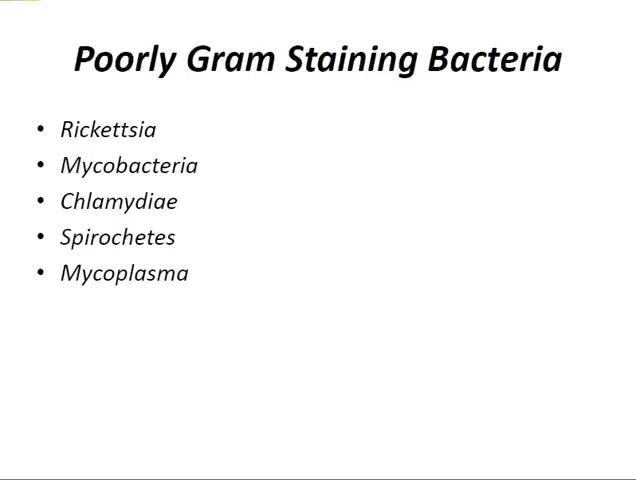 Poorly Gram Staining Bacteria
• Rickettsia
• Mycobacteria
• Chlamydiae
• Spirochetes
• Mycoplasma